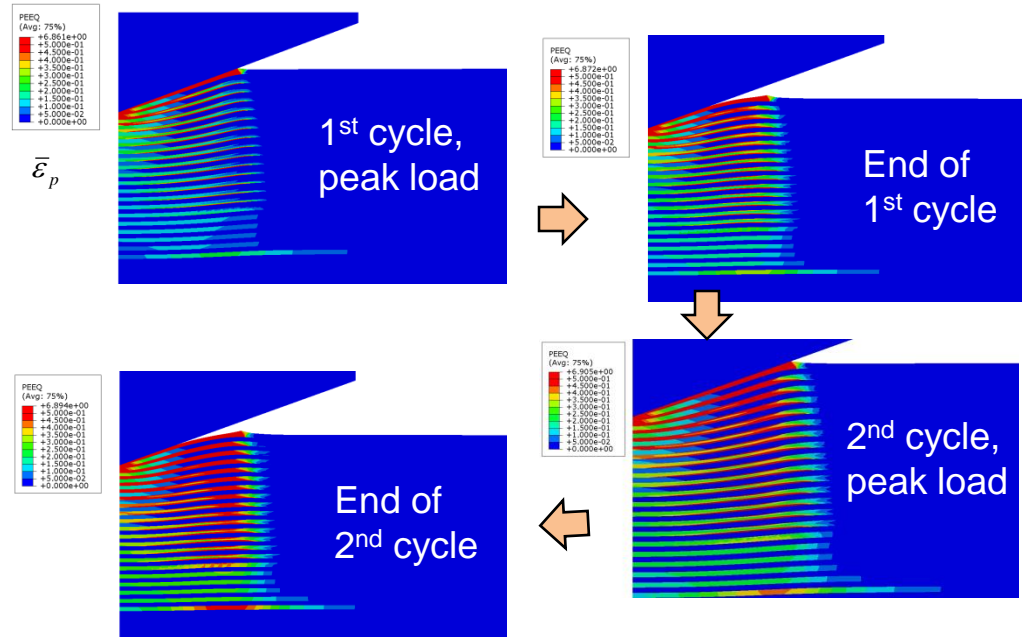 PEEQ
(Avg: 75%)
+6.861e+00
+5.000e-01
+4.500e-01
+4.000e-01
+3.500e-01
+3.000e-01
+2.500e-01
+2.000e-01
+1.500e-01
+1.000e-01
+5.000e-02
+0.000e+00
ε̅ₚ
1st cycle,
peak load
PEEQ
(Avg: 75%)
+6.872e+00
+5.000e-01
+4.500e-01
+4.000e-01
+3.500e-01
+3.000e-01
+2.500e-01
+2.000e-01
+1.500e-01
+1.000e-01
+5.000e-02
+0.000e+00
End of
1st cycle
PEEQ
(Avg: 75%)
+6.894e+00
+5.000e-01
+4.500e-01
+4.000e-01
+3.500e-01
+3.000e-01
+2.500e-01
+2.000e-01
+1.500e-01
+1.000e-01
+5.000e-02
+0.000e+00
End of
2nd cycle
PEEQ
(Avg: 75%)
+6.905e+00
+5.000e-01
+4.500e-01
+4.000e-01
+3.500e-01
+3.000e-01
+2.500e-01
+2.000e-01
+1.500e-01
+1.000e-01
+5.000e-02
+0.000e+00
2nd cycle,
peak load